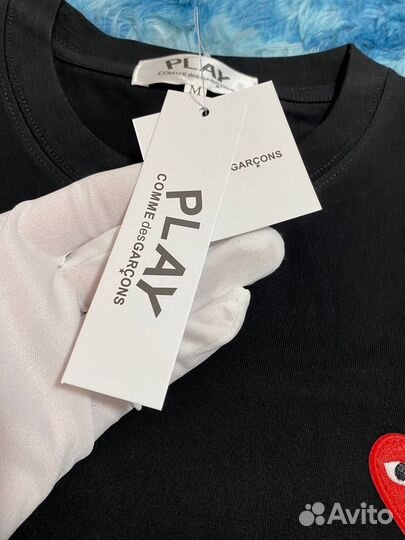 PLAY
COMME des GARÇONS
M
GARÇONS
PLAY
COMME des GARÇONS
Avito